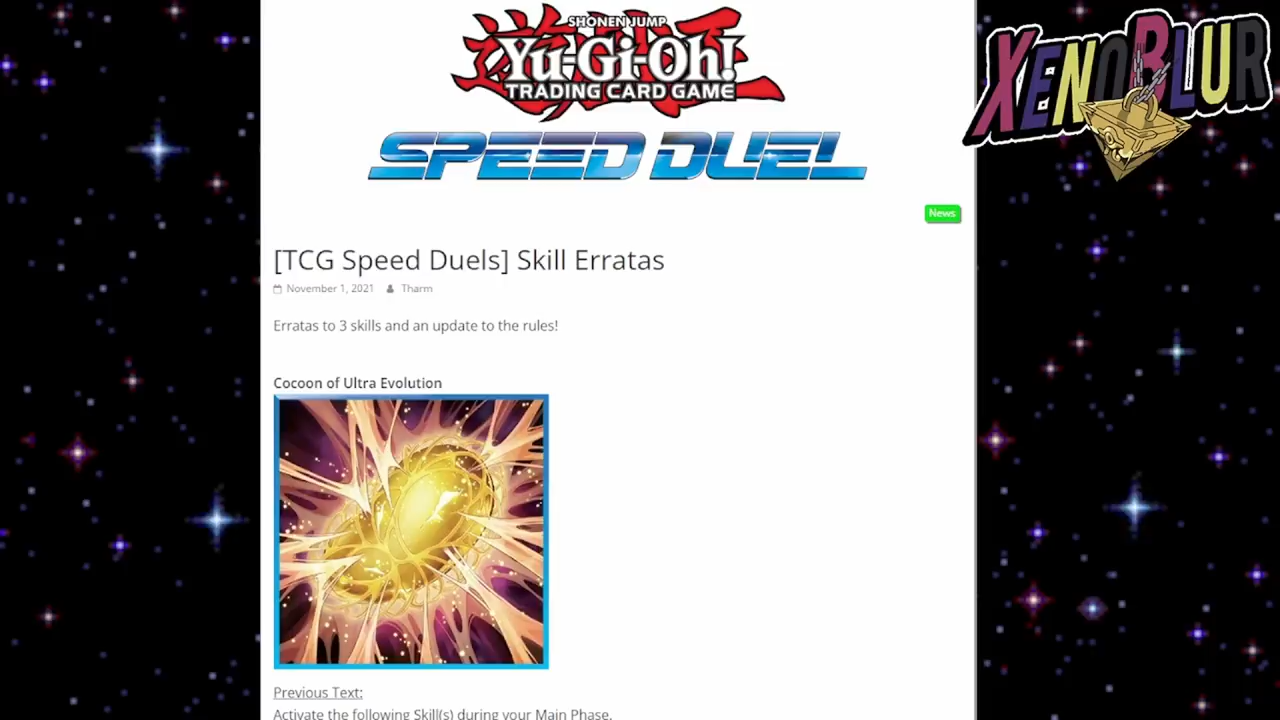 SHONEN JUMP
Yu-Gi-Oh!
TRADING CARD GAME
SPEED DUEL
XENOBLUR
News
[TCG Speed Duels] Skill Erratas
November 1, 2021 Tharm
Erratas to 3 skills and an update to the rules!
Cocoon of Ultra Evolution
Previous Text:
Activate the following Skill(s) during your Main Phase.